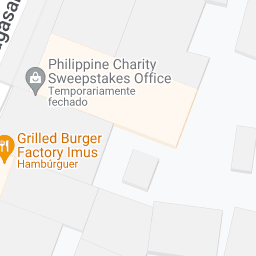 Philippine Charity
Sweepstakes Office
Temporariamente
fechado
Grilled Burger
Factory Imus
Hambúrguer